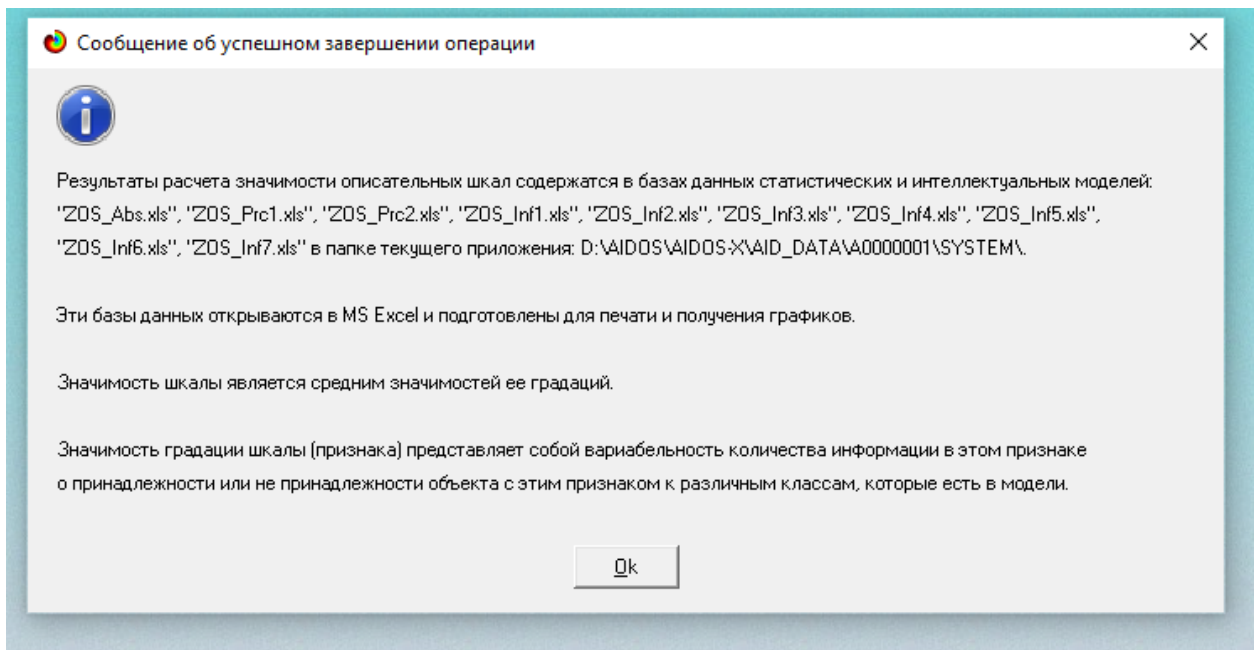 Сообщение об успешном завершении операции
Результаты расчета значимости описательных шкал содержатся в базах данных статистических и интеллектуальных моделей:
"ZOS_Abs.xls", "ZOS_Prc1.xls", "ZOS_Prc2.xls", "ZOS_Inf1.xls", "ZOS_Inf2.xls", "ZOS_Inf3.xls", "ZOS_Inf4.xls", "ZOS_Inf5.xls",
"ZOS_Inf6.xls", "ZOS_Inf7.xls" в папке текущего приложения: D:\AIDOS\AIDOS-X\AID_DATA\A0000001\SYSTEM\.
Эти базы данных открываются в MS Excel и подготовлены для печати и получения графиков.
Значимость шкалы является средним значимостей ее градаций.
Значимость градации шкалы (признака) представляет собой вариабельность количества информации в этом признаке
о принадлежности или не принадлежности объекта с этим признаком к различным классам, которые есть в модели.
Ok